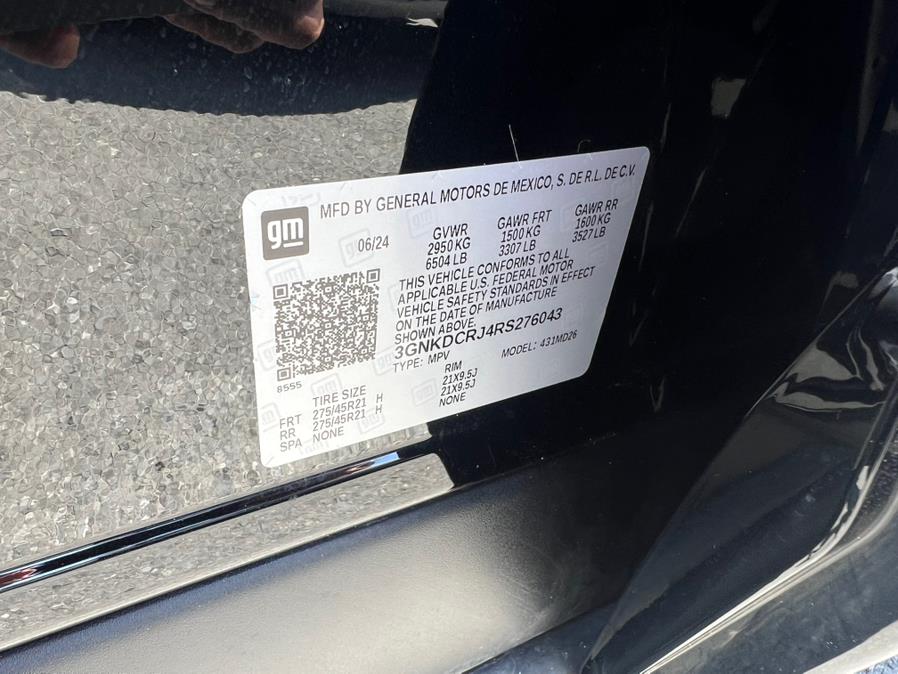 MFD BY GENERAL MOTORS DE MEXICO, S. DE R.L. DE C.V.
gm
06/24
GVWR GAWR FRT GAWR RR
2950 KG 1500 KG 1600 KG
6504 LB 3307 LB 3527 LB
THIS VEHICLE CONFORMS TO ALL
APPLICABLE U.S. FEDERAL MOTOR
VEHICLE SAFETY STANDARDS IN EFFECT
ON THE DATE OF MANUFACTURE
SHOWN ABOVE.
3GNKDCRJ4RS276043
TYPE: MPV MODEL: 431MD26
8555
TIRE SIZE RIM
FRT 275/45R21 H 21X9.5J
RR 275/45R21 H 21X9.5J
SPA NONE NONE